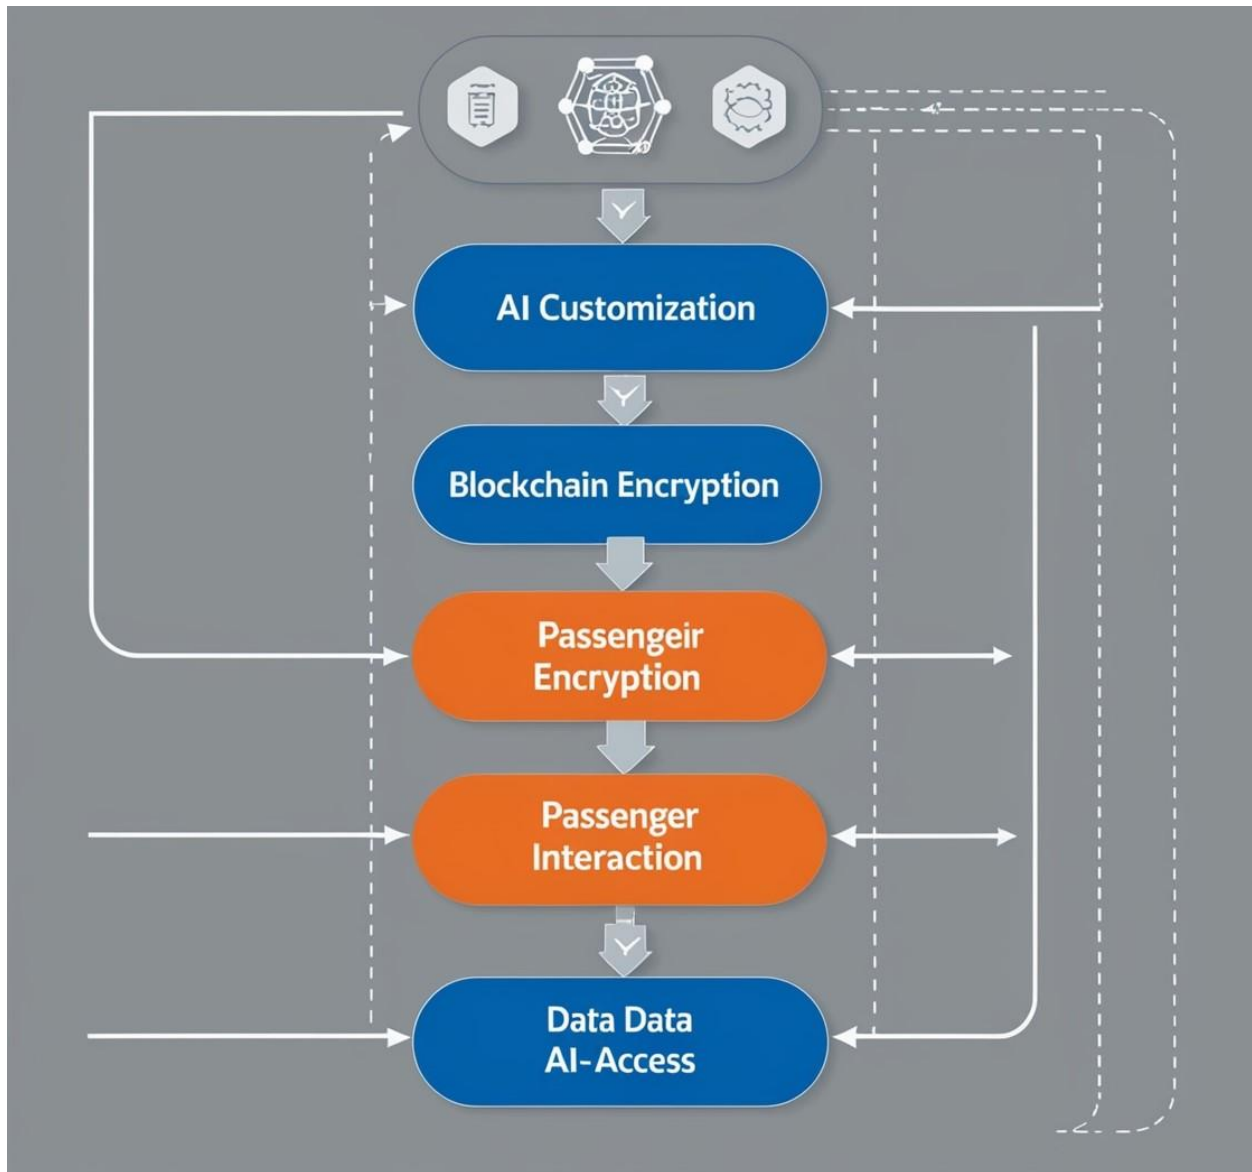 AI Customization
Blockchain Encryption
Passengeir
Encryption
Passenger
Interaction
Data Data
AI-Access